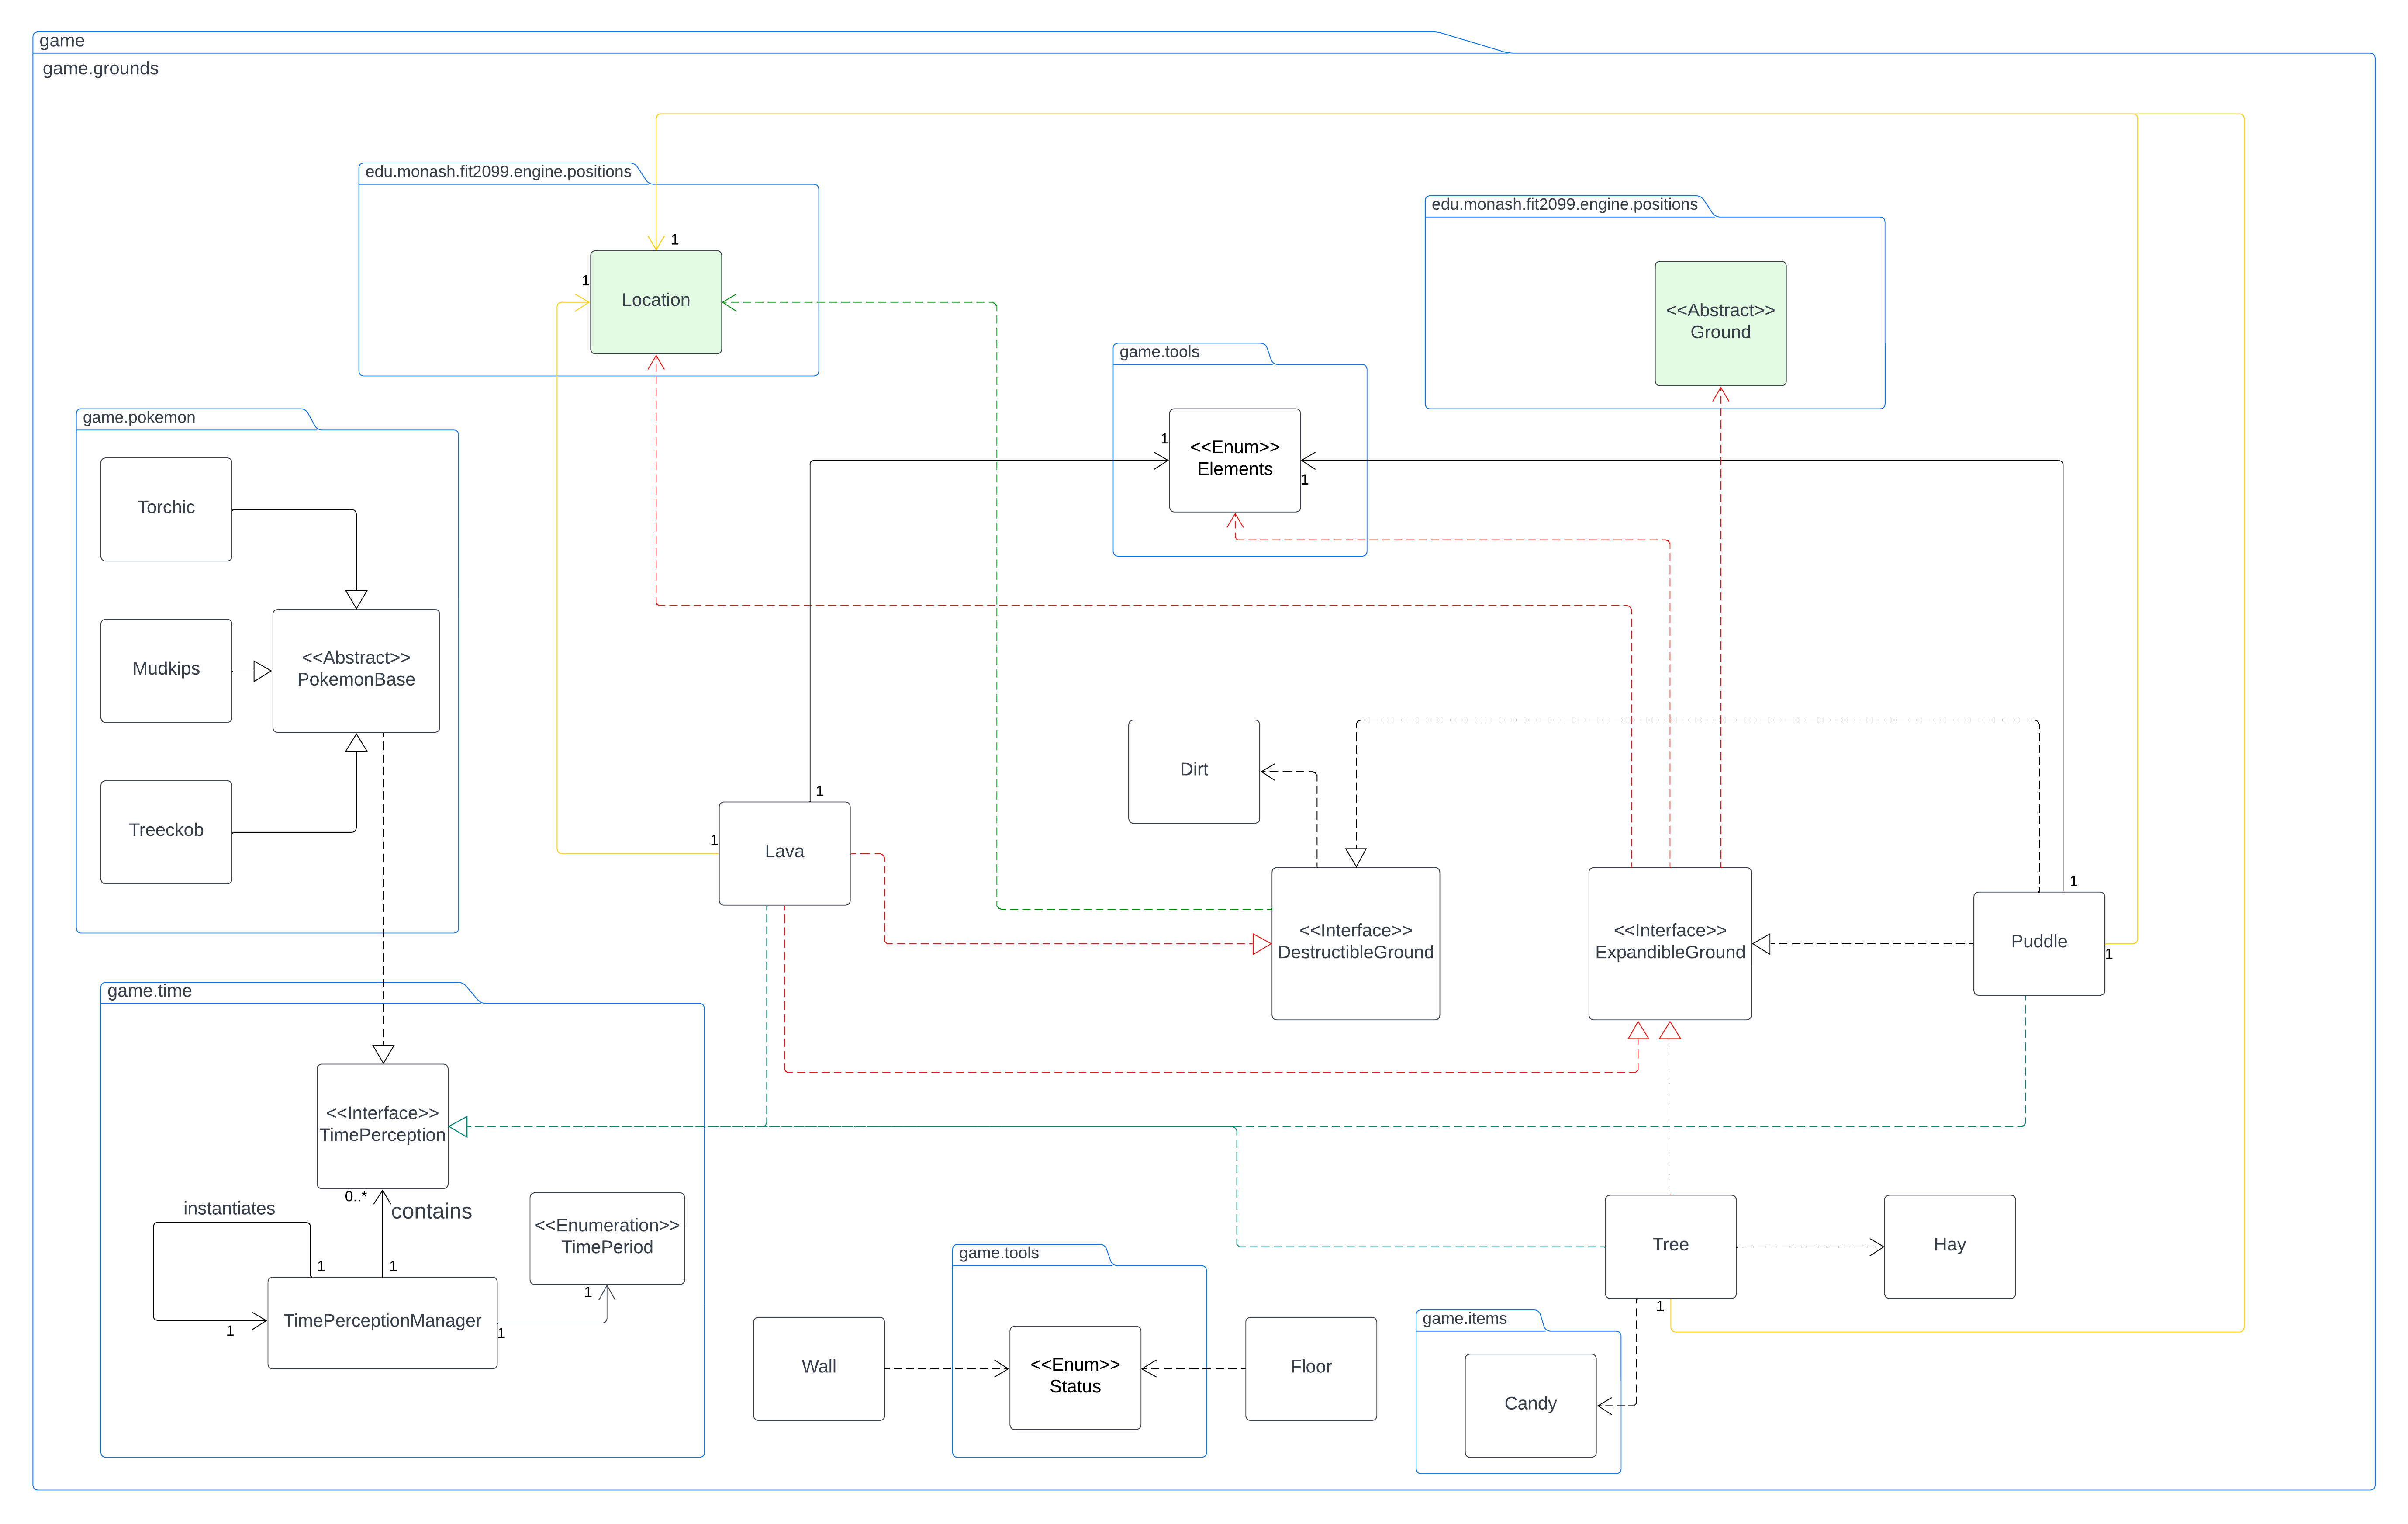 game
game.grounds
edu.monash.fit2099.engine.positions
1
1
Location
edu.monash.fit2099.engine.positions
<<Abstract>>
Ground
game.tools
1
<<Enum>>
Elements
1
game.pokemon
Torchic
Mudkips
<<Abstract>>
PokemonBase
Treeckob
1
1
Lava
Dirt
<<Interface>>
DestructibleGround
<<Interface>>
ExpandibleGround
1
Puddle
1
game.time
<<Interface>>
TimePerception
0..*
contains
instantiates
1
1
1
TimePerceptionManager
1
<<Enumeration>>
TimePeriod
1
Wall
game.tools
<<Enum>>
Status
Floor
Tree
1
Hay
game.items
Candy